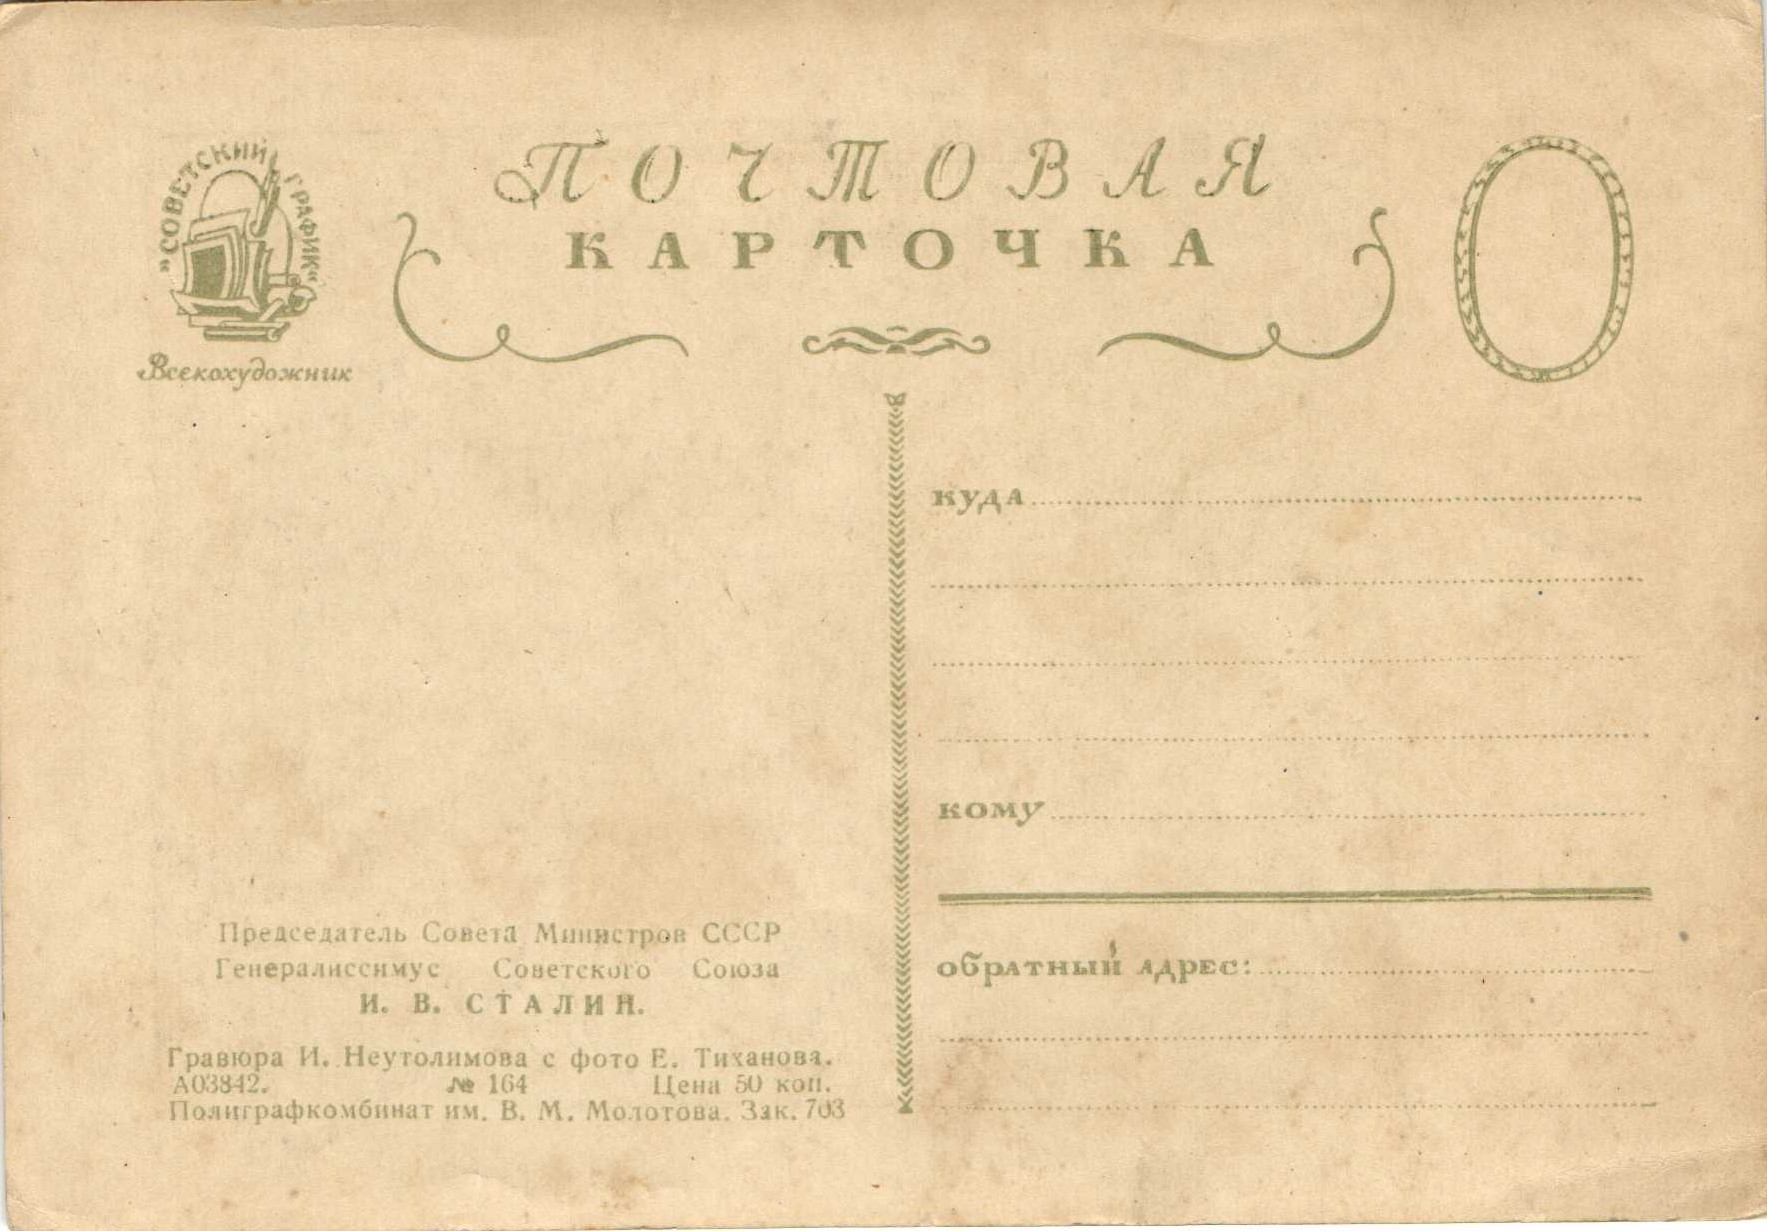 "СОВЕТСКИЙ ГРАФИК"
Всекохудожник
ПОЧТОВАЯ
КАРТОЧКА
КУДА
КОМУ
ОБРАТНЫЙ АДРЕС:
Председатель Совета Министров СССР
Генералиссимус Советского Союза
И. В. СТАЛИН.
Гравюра И. Неутолимова с фото Е. Тиханова.
А03842. № 164 Цена 50 коп.
Полиграфкомбинат им. В. М. Молотова. Зак. 703